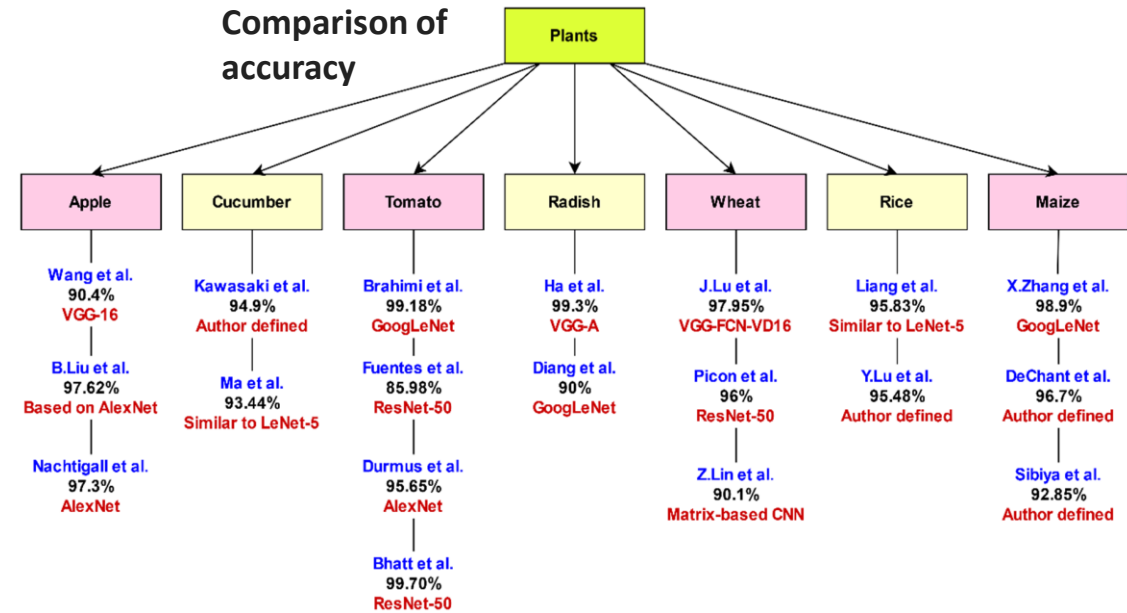 Comparison of
accuracy
Plants
Apple
Cucumber
Tomato
Radish
Wheat
Rice
Maize
Wang et al.
90.4%
VGG-16
B.Liu et al.
97.62%
Based on AlexNet
Nachtigall et al.
97.3%
AlexNet
Kawasaki et al.
94.9%
Author defined
Ma et al.
93.44%
Similar to LeNet-5
Brahimi et al.
99.18%
GoogLeNet
Fuentes et al.
85.98%
ResNet-50
Durmus et al.
95.65%
AlexNet
Bhatt et al.
99.70%
ResNet-50
Ha et al.
99.3%
VGG-A
Diang et al.
90%
GoogLeNet
J.Lu et al.
97.95%
VGG-FCN-VD16
Picon et al.
96%
ResNet-50
Z.Lin et al.
90.1%
Matrix-based CNN
Liang et al.
95.83%
Similar to LeNet-5
Y.Lu et al.
95.48%
Author defined
X.Zhang et al.
98.9%
GoogLeNet
DeChant et al.
96.7%
Author defined
Sibiya et al.
92.85%
Author defined